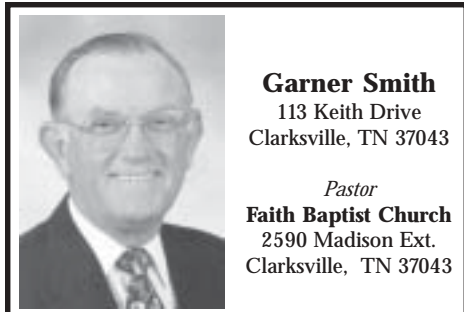 Garner Smith
113 Keith Drive
Clarksville, TN 37043
Pastor
Faith Baptist Church
2590 Madison Ext.
Clarksville, TN 37043